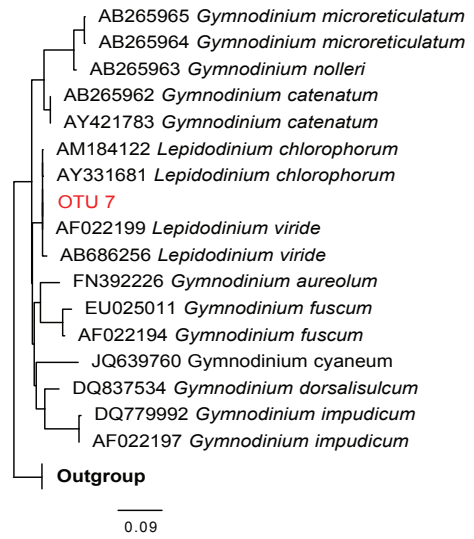 AB265965 Gymnodinium microreticulatum
AB265964 Gymnodinium microreticulatum
AB265963 Gymnodinium nolleri
AB265962 Gymnodinium catenatum
AY421783 Gymnodinium catenatum
AM184122 Lepidodinium chlorophorum
AY331681 Lepidodinium chlorophorum
OTU 7
AF022199 Lepidodinium viride
AB686256 Lepidodinium viride
FN392226 Gymnodinium aureolum
EU025011 Gymnodinium fuscum
AF022194 Gymnodinium fuscum
JQ639760 Gymnodinium cyaneum
DQ837534 Gymnodinium dorsalisulcum
DQ779992 Gymnodinium impudicum
AF022197 Gymnodinium impudicum
Outgroup
0.09